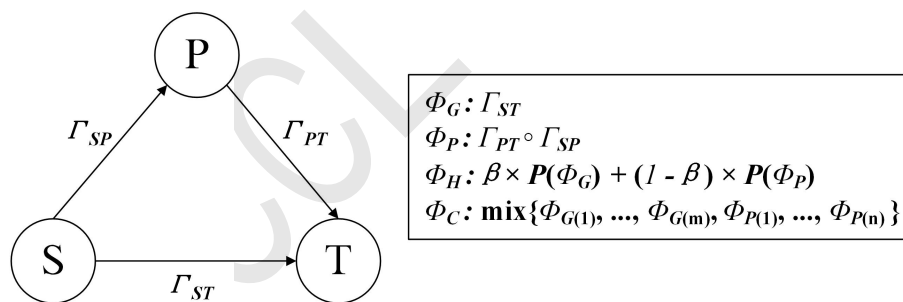 P
Γ_SP
Γ_PT
S
T
Γ_ST
Φ_G : Γ_ST
Φ_P : Γ_PT ∘ Γ_SP
Φ_H : β × P(Φ_G) + (1 - β) × P(Φ_P)
Φ_C : mix{Φ_G(1), ..., Φ_G(m), Φ_P(1), ..., Φ_P(n) }
CCL